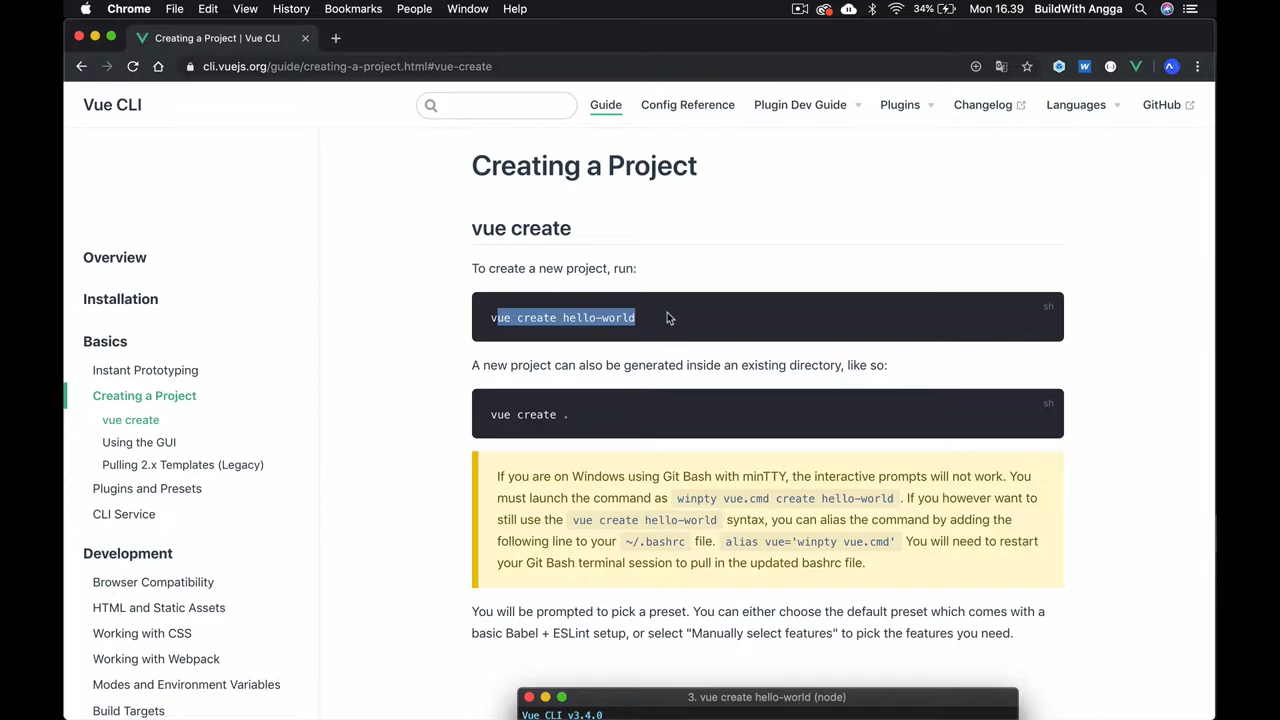 Chrome File Edit View History Bookmarks People Window Help 34% Mon 16.39 BuildWith Angga
Creating a Project | Vue CLI
cli.vuejs.org/guide/creating-a-project.html#vue-create
Vue CLI Guide Config Reference Plugin Dev Guide Plugins Changelog Languages GitHub
Overview
Installation
Basics
Instant Prototyping
Creating a Project
vue create
Using the GUI
Pulling 2.x Templates (Legacy)
Plugins and Presets
CLI Service
Development
Browser Compatibility
HTML and Static Assets
Working with CSS
Working with Webpack
Modes and Environment Variables
Build Targets
Creating a Project
vue create
To create a new project, run:
sh
vue create hello-world
A new project can also be generated inside an existing directory, like so:
sh
vue create .
If you are on Windows using Git Bash with minTTY, the interactive prompts will not work. You
must launch the command as winpty vue.cmd create hello-world. If you however want to
still use the vue create hello-world syntax, you can alias the command by adding the
following line to your ~/.bashrc file. alias vue='winpty vue.cmd' You will need to restart
your Git Bash terminal session to pull in the updated bashrc file.
You will be prompted to pick a preset. You can either choose the default preset which comes with a
basic Babel + ESLint setup, or select "Manually select features" to pick the features you need.
3. vue create hello-world (node)
Vue CLI v3.4.0